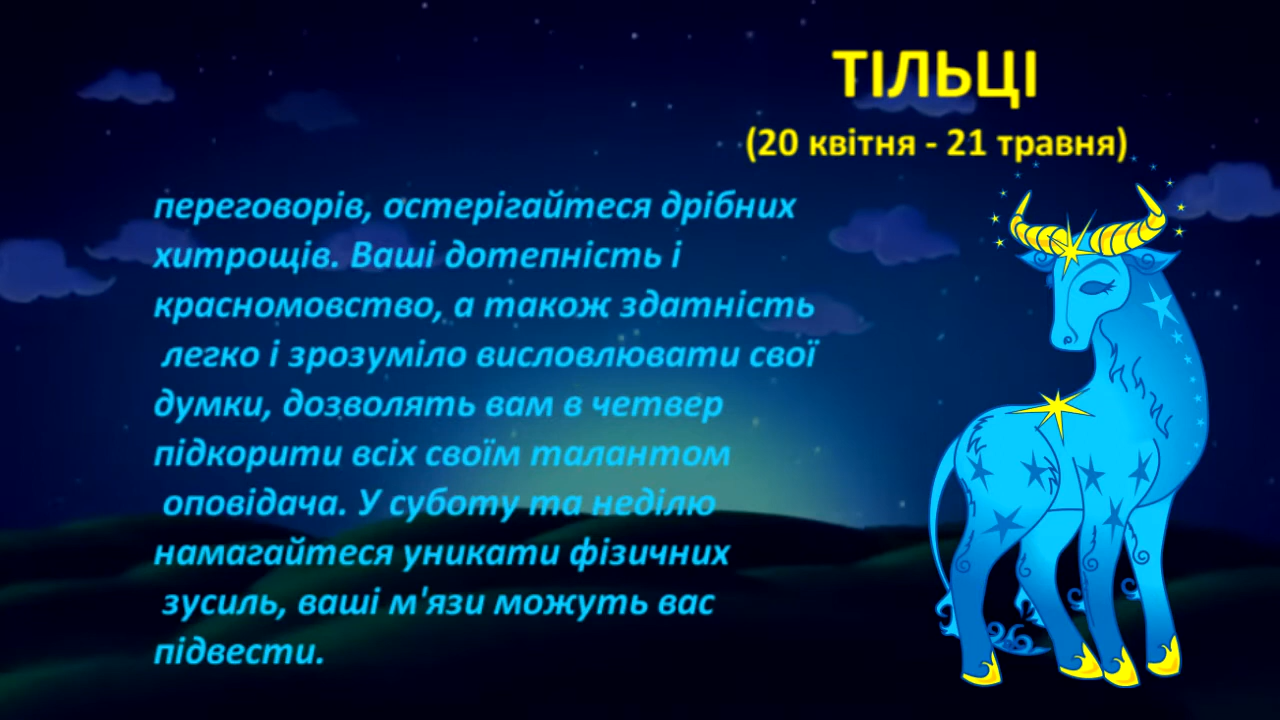 ТІЛЬЦІ
(20 квітня - 21 травня)
переговорів, остерігайтеся дрібних
хитрощів. Ваші дотепність і
красномовство, а також здатність
легко і зрозуміло висловлювати свої
думки, дозволять вам в четвер
підкорити всіх своїм талантом
оповідача. У суботу та неділю
намагайтеся уникати фізичних
зусиль, ваші м'язи можуть вас
підвести.